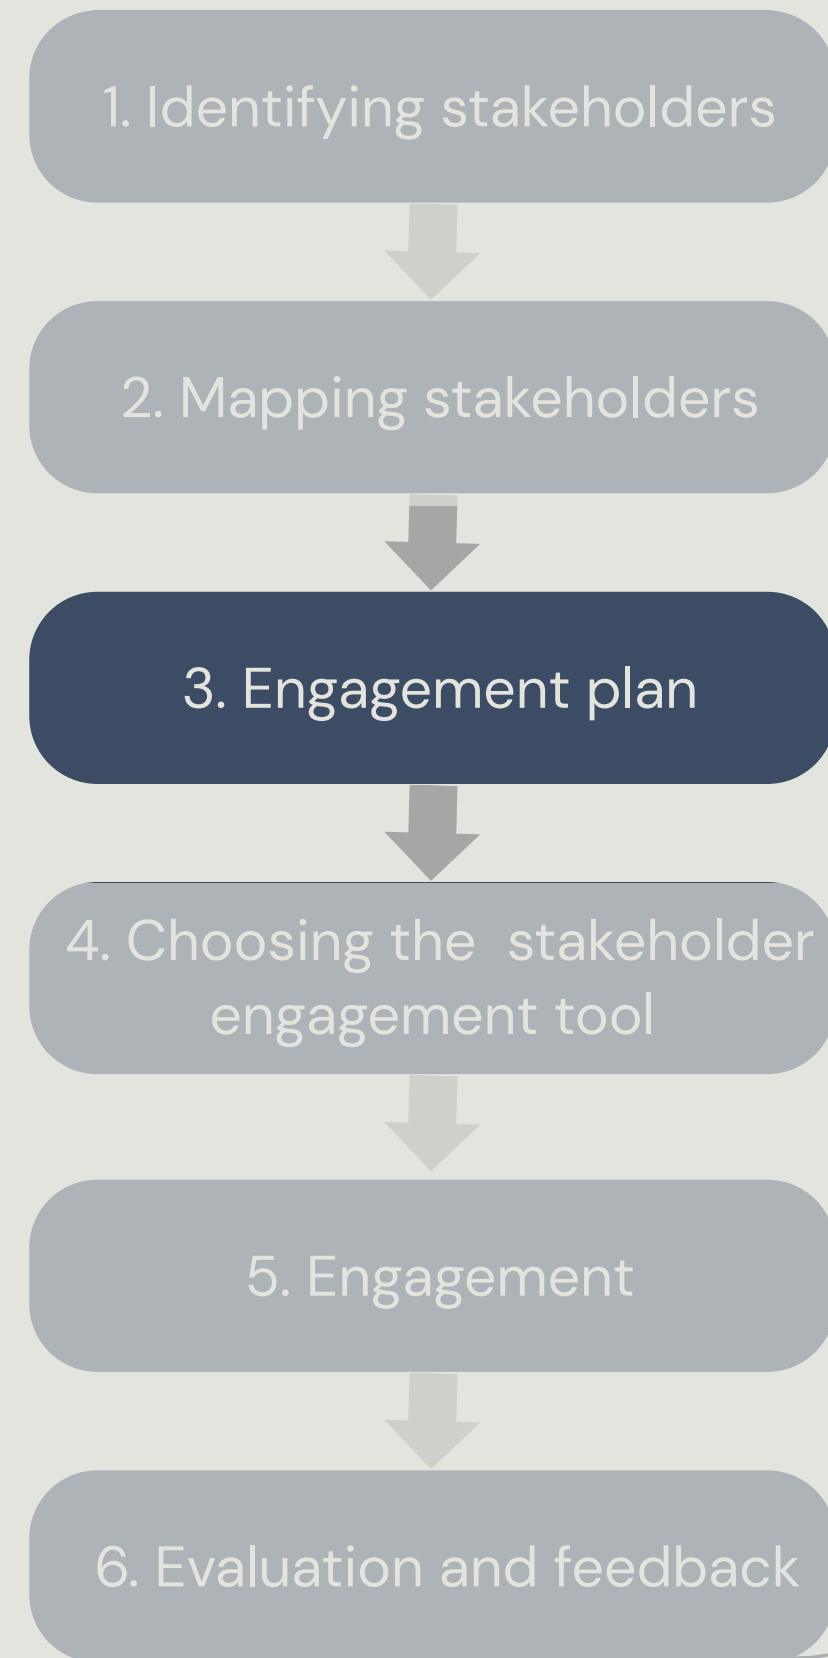 1. Identifying stakeholders
2. Mapping stakeholders
3. Engagement plan
4. Choosing the  stakeholder
engagement tool
5. Engagement
6. Evaluation and feedback